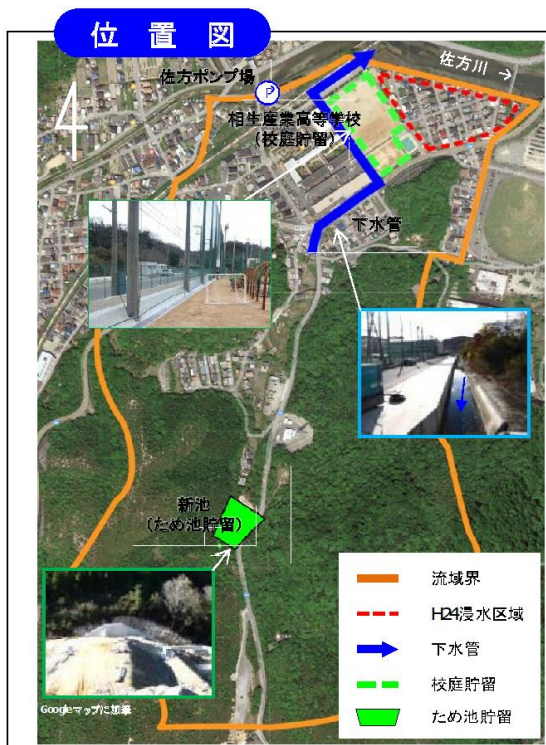 位置図
佐方川 →
佐方ポンプ場
P
相生産業高等学校
(校庭貯留)
下水管
新池
(ため池貯留)
Googleマップに加筆
流域界
H24浸水区域
下水管
校庭貯留
ため池貯留